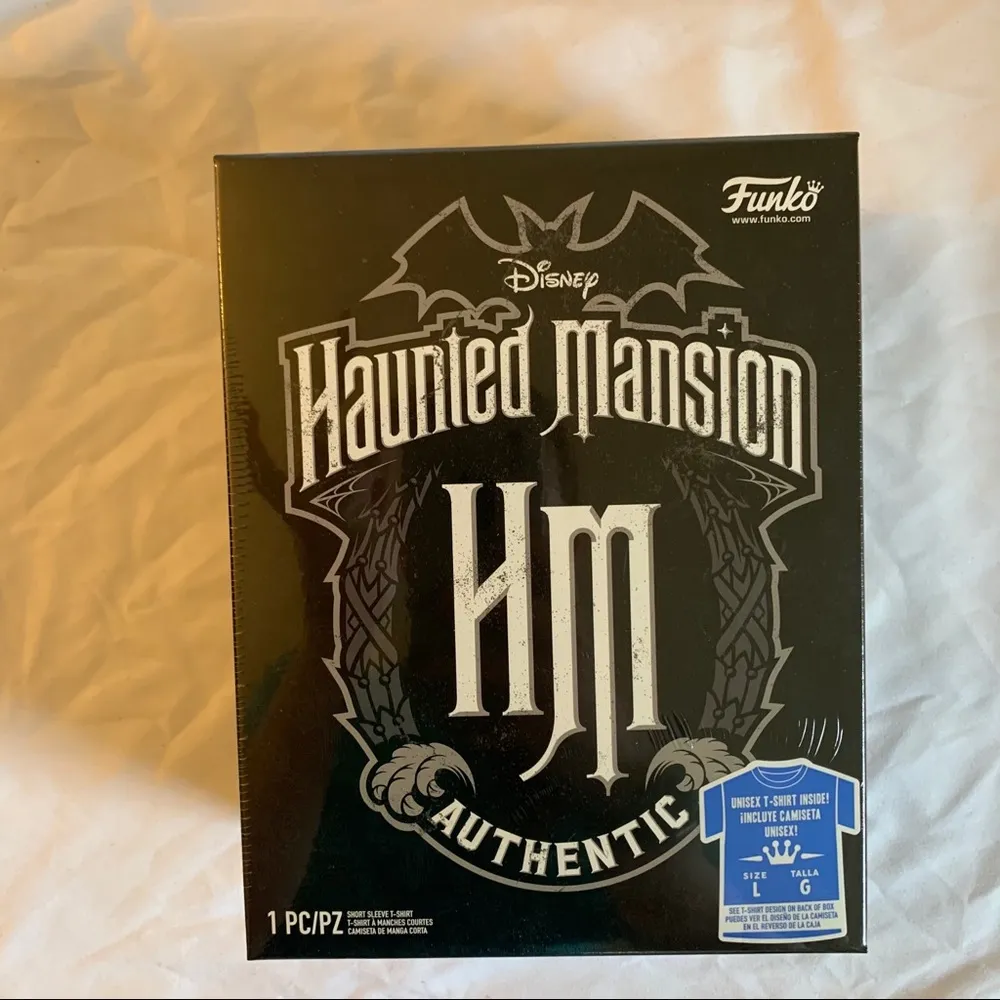 Funko
www.funko.com
Disney
Haunted Mansion
HM
AUTHENTIC
UNISEX T-SHIRT INSIDE!
¡INCLUYE CAMISETA
UNISEX!
SIZE TALLA
L G
SEE T-SHIRT DESIGN ON BACK OF BOX
PUEDES VER EL DISEÑO DE LA CAMISETA
EN EL REVERSO DE LA CAJA
1 PC/PZ
SHORT SLEEVE T-SHIRT
T-SHIRT À MANCHES COURTES
CAMISETA DE MANGA CORTA